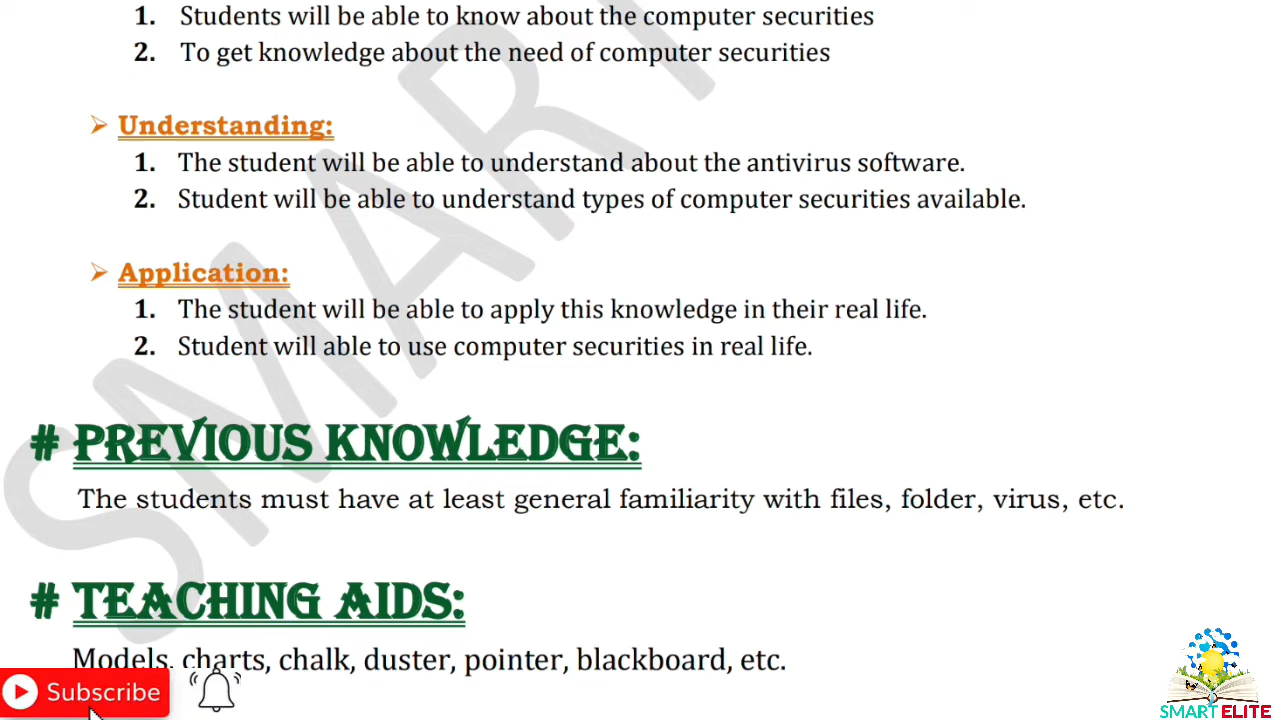 1. Students will be able to know about the computer securities
2. To get knowledge about the need of computer securities
➢ Understanding:
1. The student will be able to understand about the antivirus software.
2. Student will be able to understand types of computer securities available.
➢ Application:
1. The student will be able to apply this knowledge in their real life.
2. Student will able to use computer securities in real life.
# PREVIOUS KNOWLEDGE:
The students must have at least general familiarity with files, folder, virus, etc.
# TEACHING AIDS:
Models, charts, chalk, duster, pointer, blackboard, etc.
Subscribe
SMART ELITE
SMART